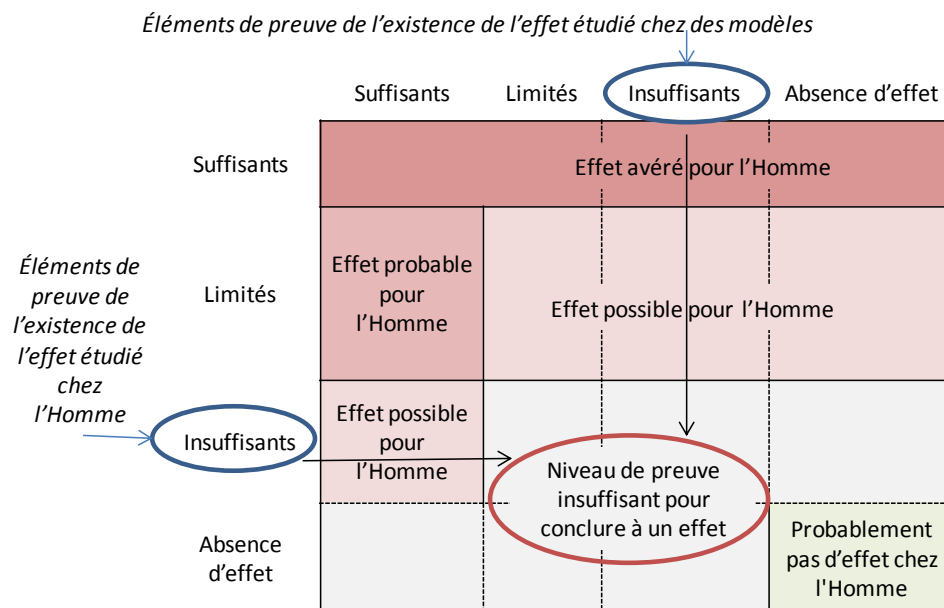 Éléments de preuve de l'existence de l'effet étudié chez des modèles
Suffisants Limités Insuffisants Absence d'effet
Suffisants Effet avéré pour l'Homme
Éléments de
preuve de
l'existence de
l'effet étudié
chez
l'Homme
Limités
Effet probable
pour
l'Homme
Effet possible pour l'Homme
Insuffisants
Effet possible
pour
l'Homme
Niveau de preuve
insuffisant pour
conclure à un effet
Absence
d'effet
Probablement
pas d'effet chez
l'Homme